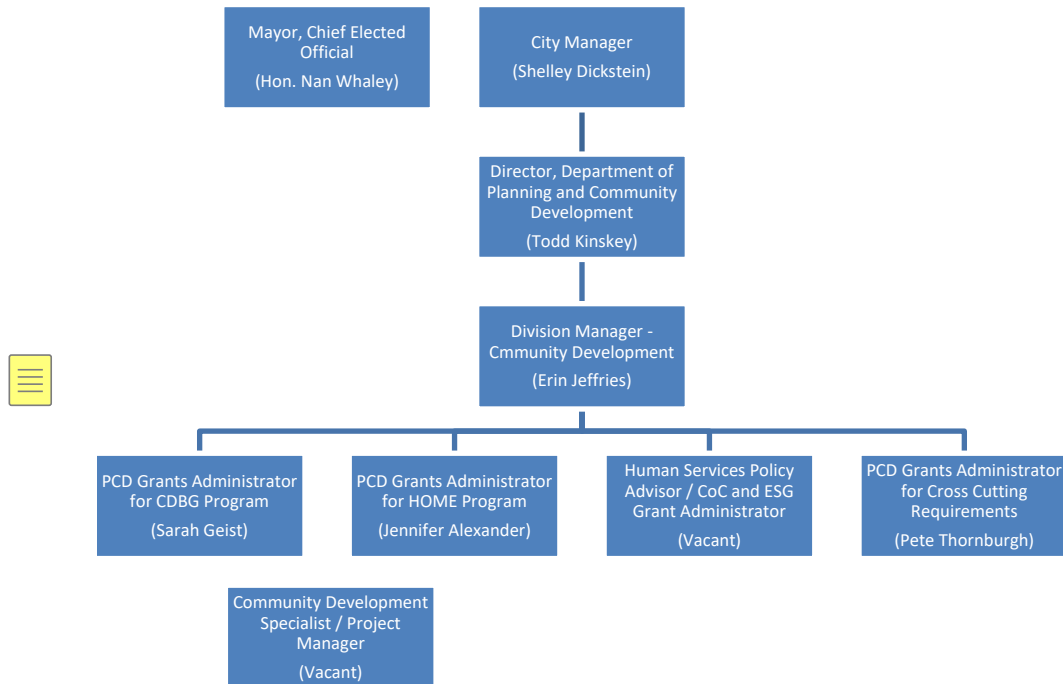 Mayor, Chief Elected
Official
(Hon. Nan Whaley)
City Manager
(Shelley Dickstein)
Director, Department of
Planning and Community
Development
(Todd Kinskey)
Division Manager -
Cmmunity Development
(Erin Jeffries)
PCD Grants Administrator
for CDBG Program
(Sarah Geist)
PCD Grants Administrator
for HOME Program
(Jennifer Alexander)
Human Services Policy
Advisor / CoC and ESG
Grant Administrator
(Vacant)
PCD Grants Administrator
for Cross Cutting
Requirements
(Pete Thornburgh)
Community Development
Specialist / Project
Manager
(Vacant)